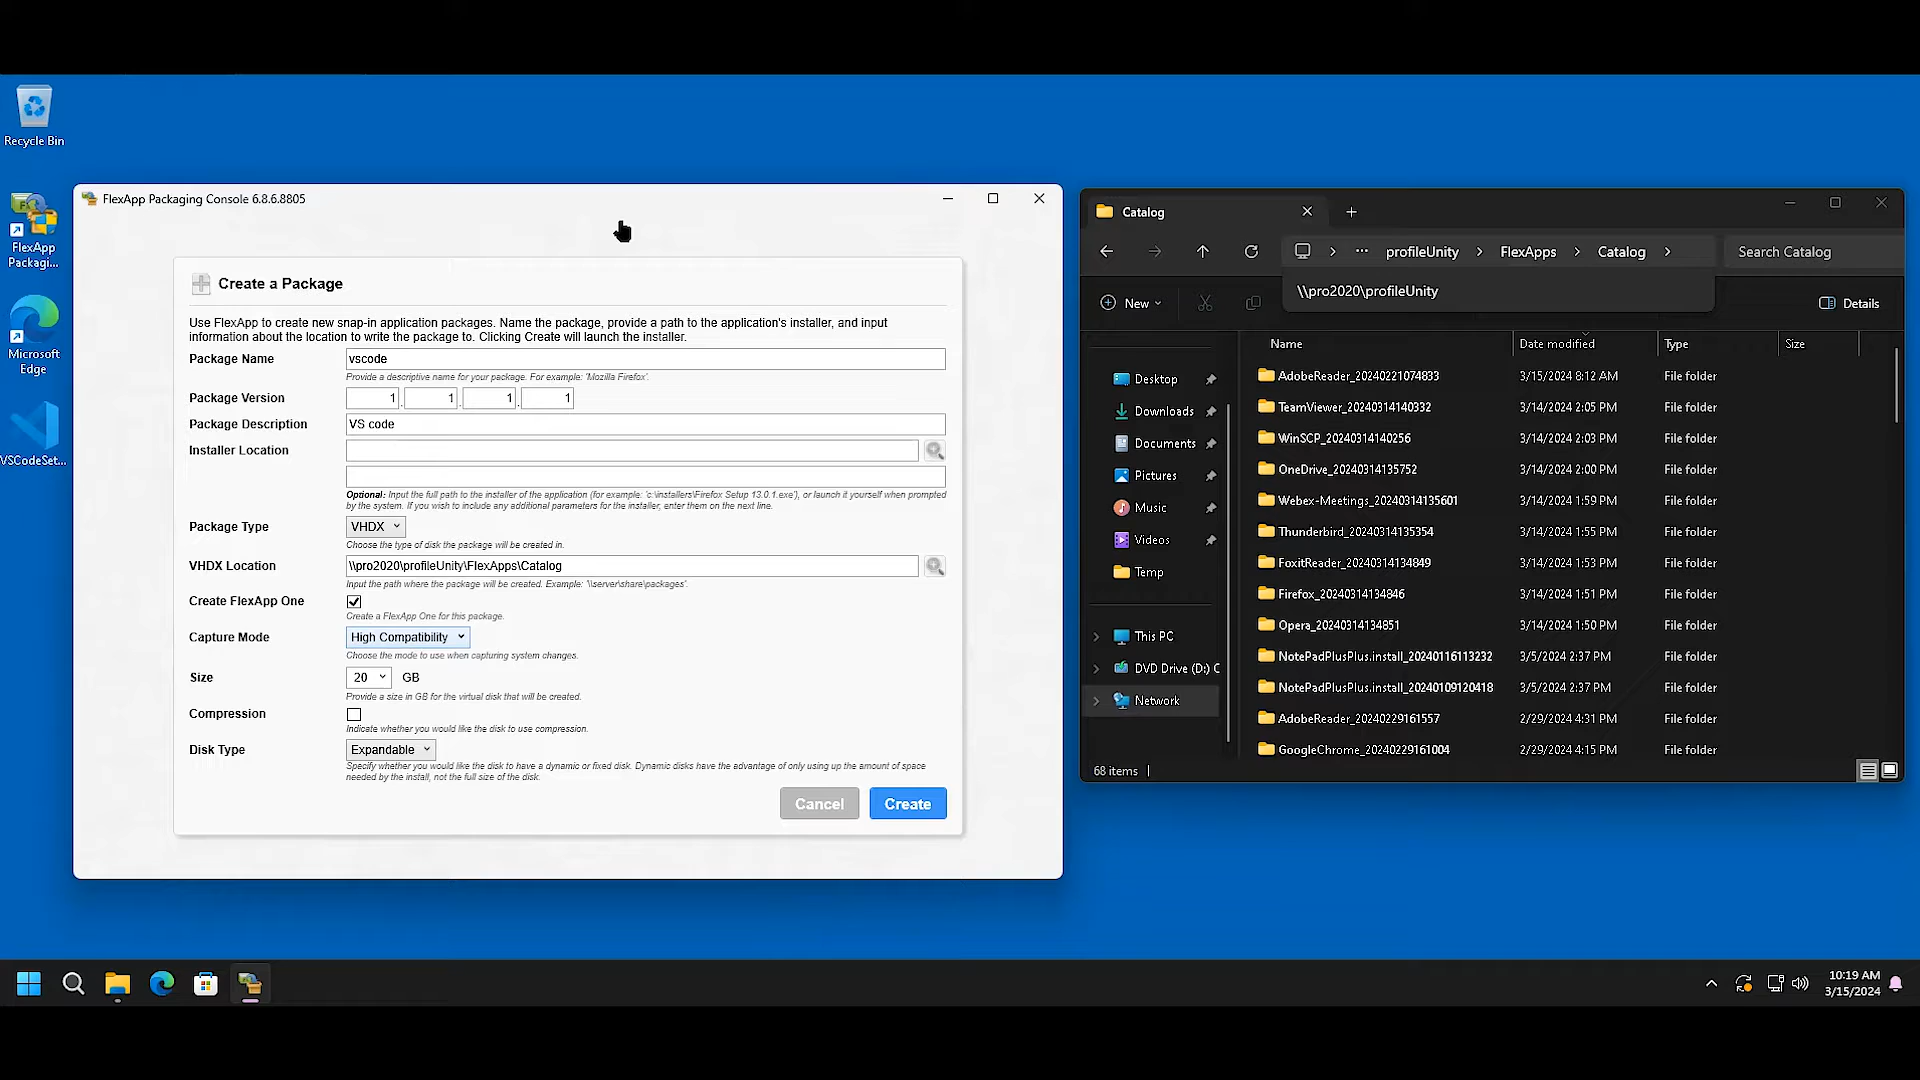 Recycle Bin
FlexApp
Packagi...
Microsoft
Edge
VSCodeSet...
FlexApp Packaging Console 6.8.6.8805
Create a Package
Use FlexApp to create new snap-in application packages. Name the package, provide a path to the application's installer, and input
information about the location to write the package to. Clicking Create will launch the installer.
Package Name
vscode
Provide a descriptive name for your package. For example: 'Mozilla Firefox'.
Package Version
1 . 1 . 1 . 1
Package Description
VS code
Installer Location
Optional: Input the full path to the installer of the application (for example: 'c:\installers\Firefox Setup 13.0.1.exe'), or launch it yourself when prompted
by the system. If you wish to include any additional parameters for the installer, enter them on the next line.
Package Type
VHDX
Choose the type of disk the package will be created in.
VHDX Location
\\pro2020\profileUnity\FlexApps\Catalog
Input the path where the package will be created. Example: '\\server\share\packages'.
Create FlexApp One
Create a FlexApp One for this package.
Capture Mode
High Compatibility
Choose the mode to use when capturing system changes.
Size
20 GB
Provide a size in GB for the virtual disk that will be created.
Compression
Indicate whether you would like the disk to use compression.
Disk Type
Expandable
Specify whether you would like the disk to have a dynamic or fixed disk. Dynamic disks have the advantage of only using up the amount of space
needed by the install, not the full size of the disk.
Cancel
Create
Catalog
... profileUnity > FlexApps > Catalog >
Search Catalog
\\pro2020\profileUnity
New
Details
Name Date modified Type Size
Desktop
Downloads
Documents
Pictures
Music
Videos
Temp
This PC
DVD Drive (D:) C
Network
AdobeReader_20240221074833 3/15/2024 8:12 AM File folder
TeamViewer_20240314140332 3/14/2024 2:05 PM File folder
WinSCP_20240314140256 3/14/2024 2:03 PM File folder
OneDrive_20240314135752 3/14/2024 2:00 PM File folder
Webex-Meetings_20240314135601 3/14/2024 1:59 PM File folder
Thunderbird_20240314135354 3/14/2024 1:55 PM File folder
FoxitReader_20240314134849 3/14/2024 1:53 PM File folder
Firefox_20240314134846 3/14/2024 1:51 PM File folder
Opera_20240314134851 3/14/2024 1:50 PM File folder
NotePadPlusPlus.install_20240116113232 3/5/2024 2:37 PM File folder
NotePadPlusPlus.install_20240109120418 3/5/2024 2:37 PM File folder
AdobeReader_20240229161557 2/29/2024 4:31 PM File folder
GoogleChrome_20240229161004 2/29/2024 4:15 PM File folder
68 items
10:19 AM
3/15/2024